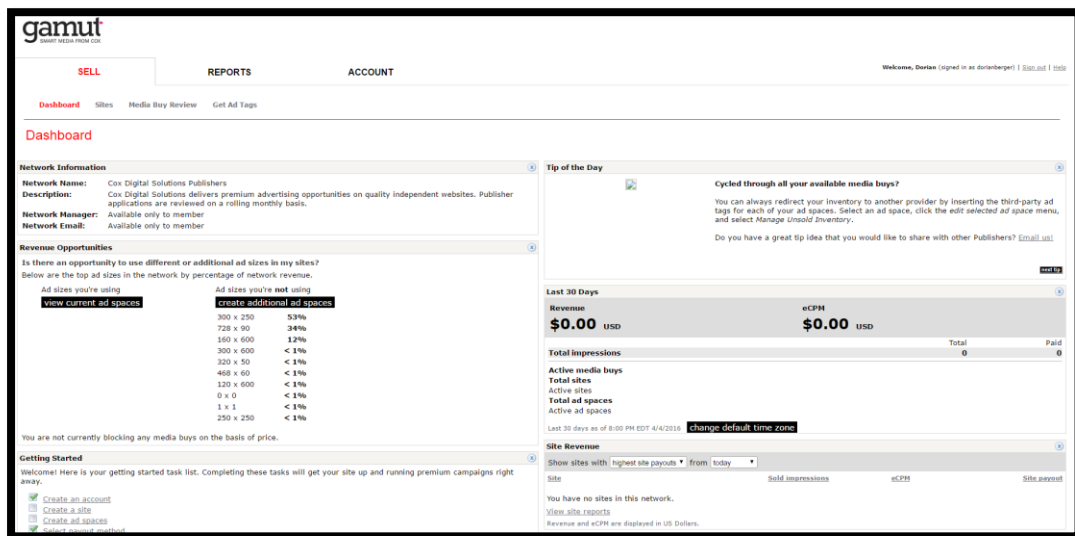 gamut
SMART MEDIA FROM COX
SELL REPORTS ACCOUNT
Welcome, Dorian (signed in as dorianberger) | Sign out | Help
Dashboard Sites Media Buy Review Get Ad Tags
Dashboard
Network Information
Network Name: Cox Digital Solutions Publishers
Description: Cox Digital Solutions delivers premium advertising opportunities on quality independent websites. Publisher
applications are reviewed on a rolling monthly basis.
Network Manager: Available only to member
Network Email: Available only to member
Revenue Opportunities
Is there an opportunity to use different or additional ad sizes in my sites?
Below are the top ad sizes in the network by percentage of network revenue.
Ad sizes you're using Ad sizes you're not using
view current ad spaces create additional ad spaces
300 x 250 53%
728 x 90 34%
160 x 600 12%
300 x 600 < 1%
320 x 50 < 1%
468 x 60 < 1%
120 x 600 < 1%
0 x 0 < 1%
1 x 1 < 1%
250 x 250 < 1%
You are not currently blocking any media buys on the basis of price.
Getting Started
Welcome! Here is your getting started task list. Completing these tasks will get your site up and running premium campaigns right
away.
Create an account
Create a site
Create ad spaces
Select payout method
Tip of the Day
Cycled through all your available media buys?
You can always redirect your inventory to another provider by inserting the third-party ad
tags for each of your ad spaces. Select an ad space, click the edit selected ad space menu,
and select Manage Unsold Inventory.
Do you have a great tip idea that you would like to share with other Publishers? Email us!
next tip
Last 30 Days
Revenue eCPM
$0.00 USD $0.00 USD
Total Paid
Total impressions 0 0
Active media buys
Total sites
Active sites
Total ad spaces
Active ad spaces
Last 30 days as of 8:00 PM EDT 4/4/2016 change default time zone
Site Revenue
Show sites with highest site payouts from today
Site Sold impressions eCPM Site payout
You have no sites in this network.
View site reports
Revenue and eCPM are displayed in US Dollars.